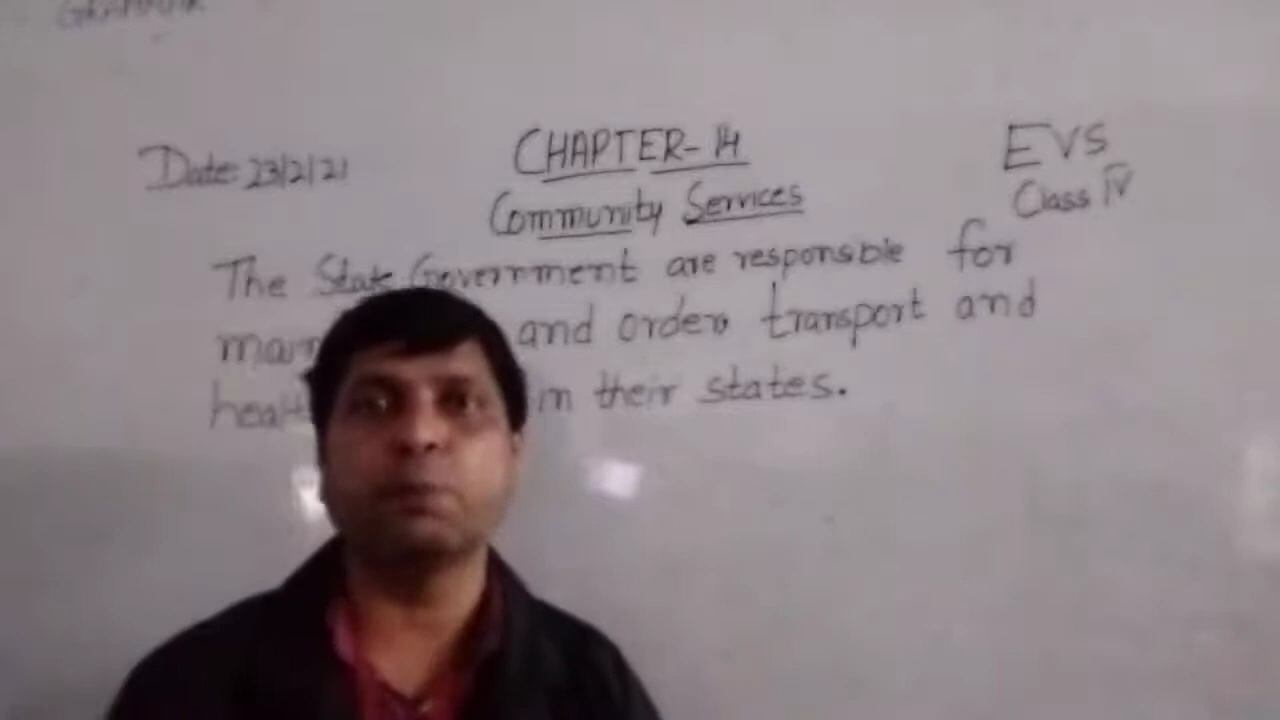 Date: 23/2/21
CHAPTER-14
EVS
Class IV
Community Services
The State Government are responsible for
and order transport and
in their states.